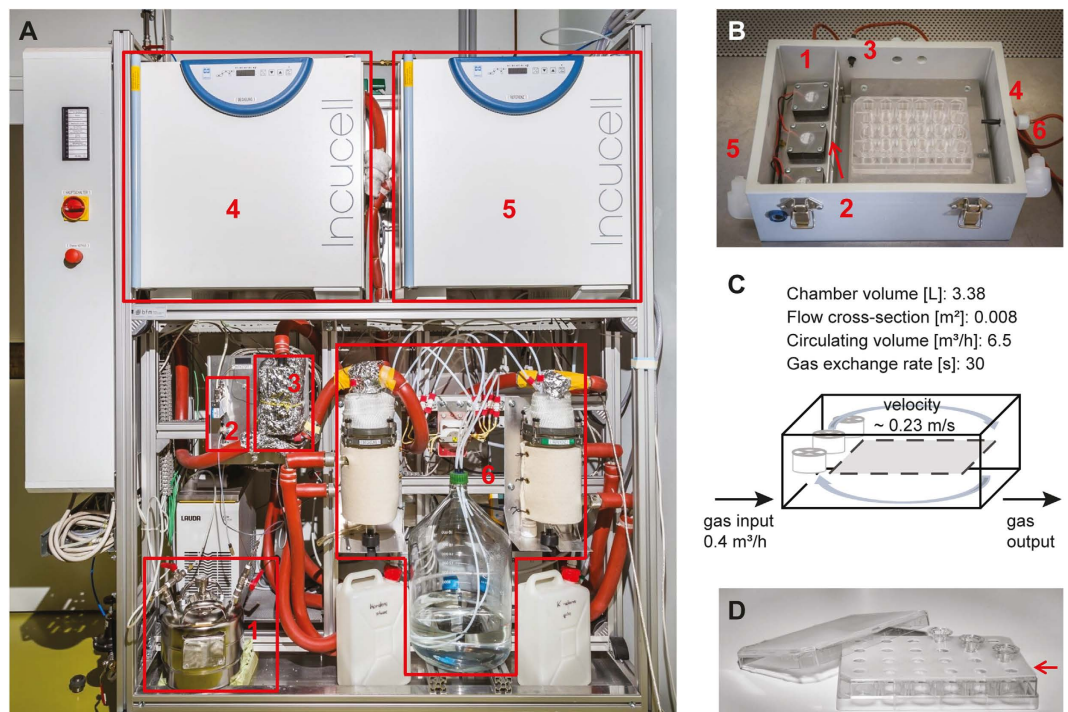 A
Incucell
Incucell
4
5
3
2
6
LAUDA
1
B
1
3
4
5
6
2
C
Chamber volume [L]: 3.38
Flow cross-section [m²]: 0.008
Circulating volume [m³/h]: 6.5
Gas exchange rate [s]: 30
velocity
~ 0.23 m/s
gas input
0.4 m³/h
gas
output
D